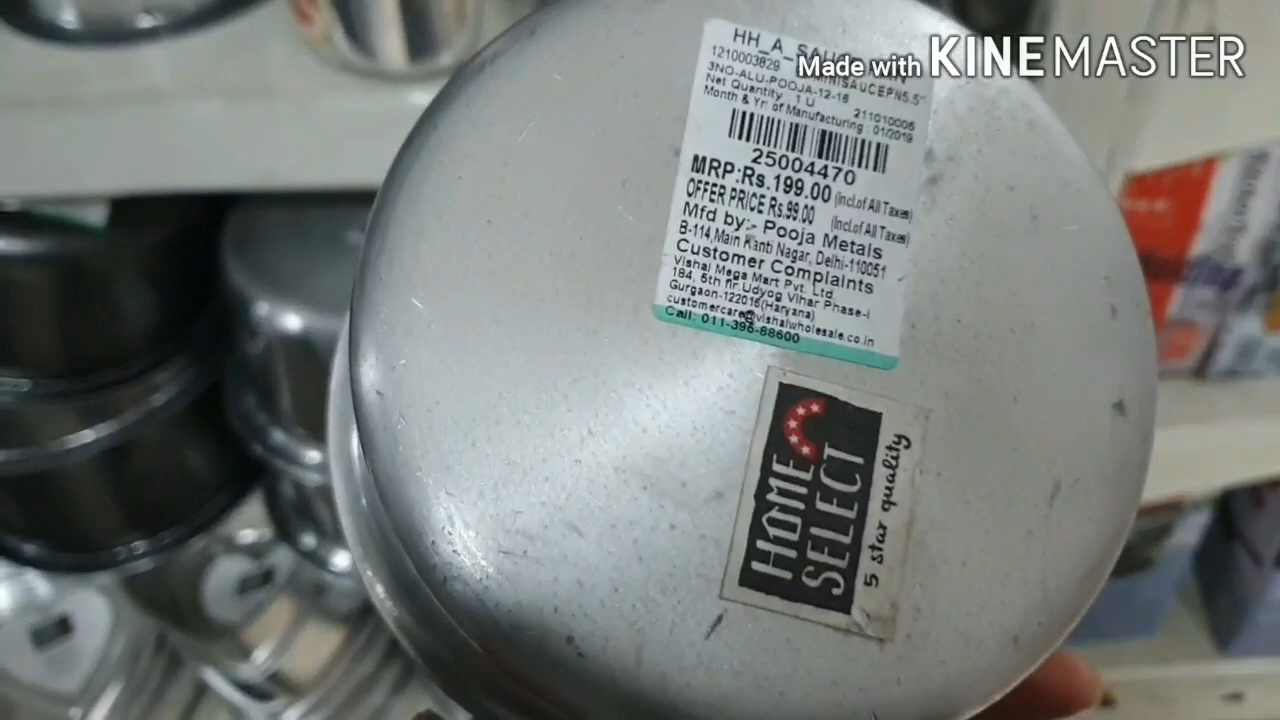 Made with KINEMASTER
HH_A_
1210003829
3NO-ALU-POOJA-12-16
Net Quantity : 1 U 211010006
Month & Yr. of Manufacturing : 01/2019
25004470
MRP:Rs.199.00 (Incl.of All Taxes)
OFFER PRICE Rs.99.00 (Incl.of All Taxes)
Mfd by:- Pooja Metals
B-114,Main Kanti Nagar, Delhi-110051
Customer Complaints
Vishal Mega Mart Pvt. Ltd
184, 5th flr.Udyog Vihar Phase-I
Gurgaon-122016(Haryana)
customercare@vishalwholesale.co.in
Call: 011-396-88600
HOME
SELECT
5 star quality